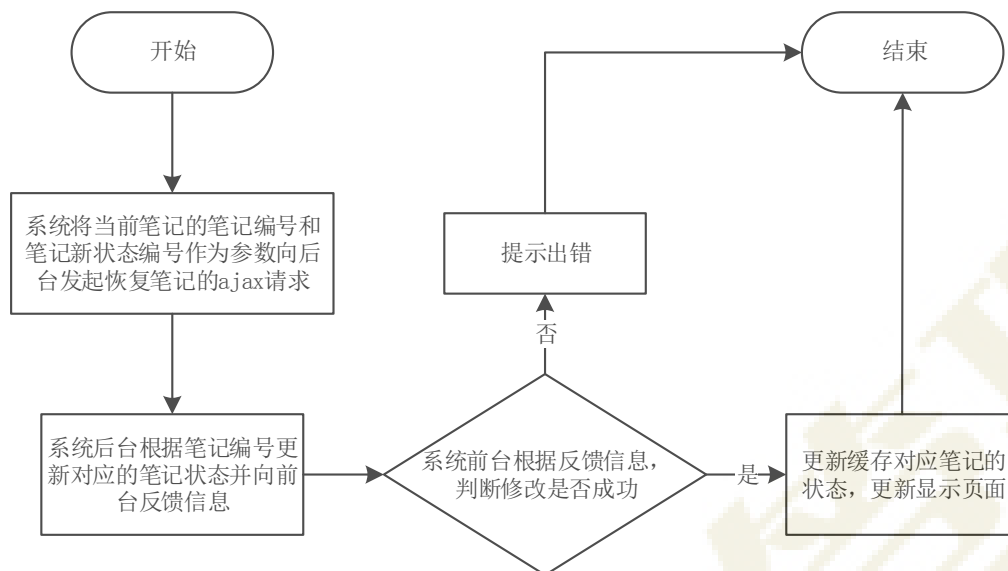 开始
结束
系统将当前笔记的笔记编号和
笔记新状态编号作为参数向后
台发起恢复笔记的ajax请求
提示出错
否
系统后台根据笔记编号更
新对应的笔记状态并向前
台反馈信息
系统前台根据反馈信息，
判断修改是否成功
是
更新缓存对应笔记的
状态，更新显示页面